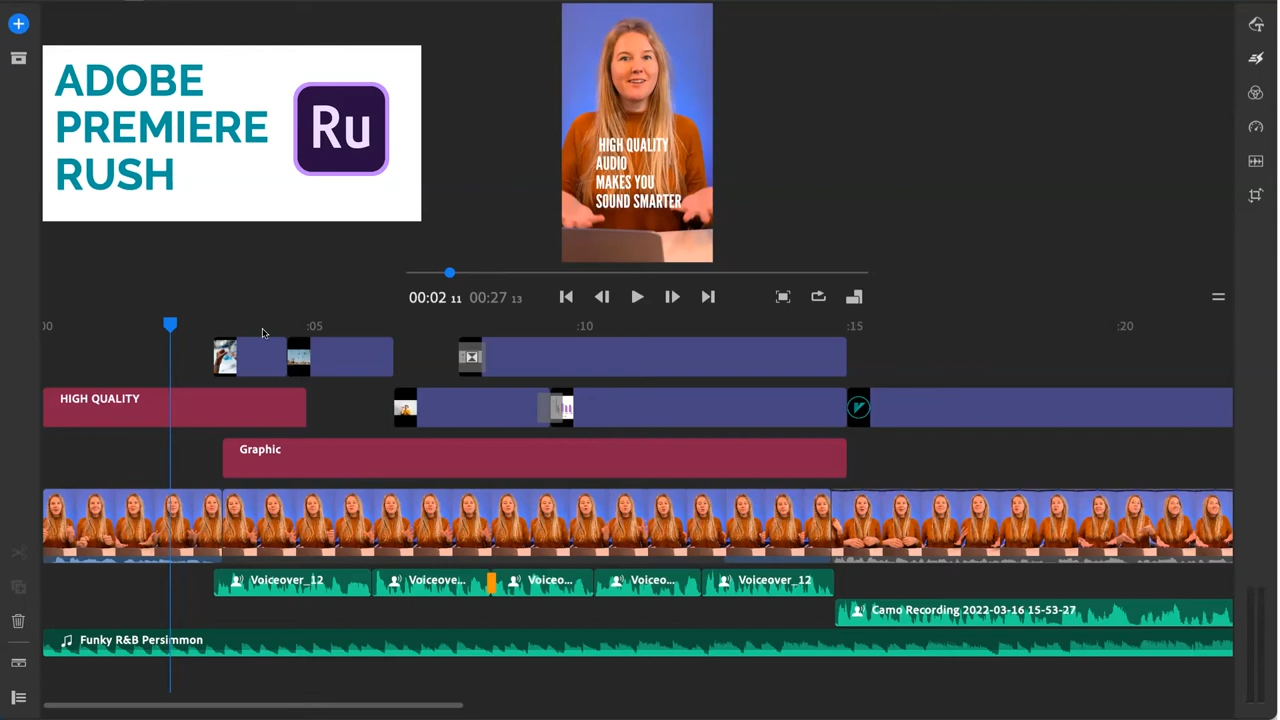 ADOBE
PREMIERE
RUSH
Ru
HIGH QUALITY
AUDIO
MAKES YOU
SOUND SMARTER
00:02 11 00:27 13
00 :05 :10 :15 :20
HIGH QUALITY
Graphic
Voiceover_12 Voiceove... Voiceo... Voiceo... Voiceover_12
Camo Recording 2022-03-16 15-53-27
Funky R&B Persimmon